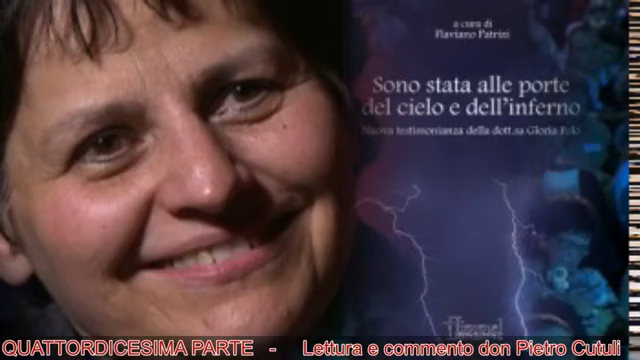 a cura di
Flaviano Patrizi
Sono stata alle porte
del cielo e dell'inferno
Nuova testimonianza della dott.sa Gloria Polo
QUATTORDICESIMA PARTE - Lettura e commento don Pietro Cutuli